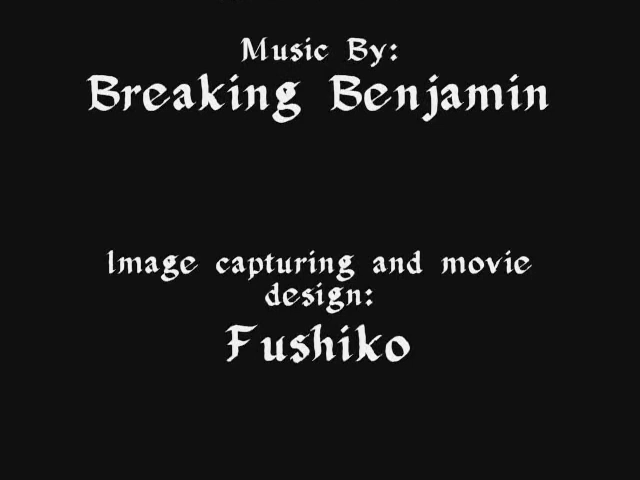 Music By:
Breaking Benjamin
Image capturing and movie
design:
Fushiko